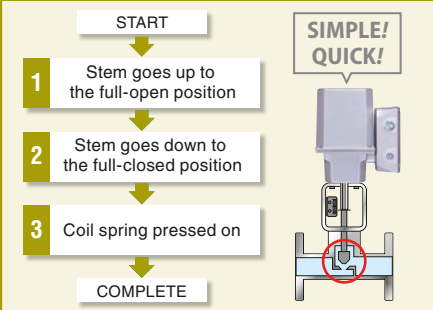 START
SIMPLE!
QUICK!
1
Stem goes up to
the full-open position
2
Stem goes down to
the full-closed position
3
Coil spring pressed on
COMPLETE